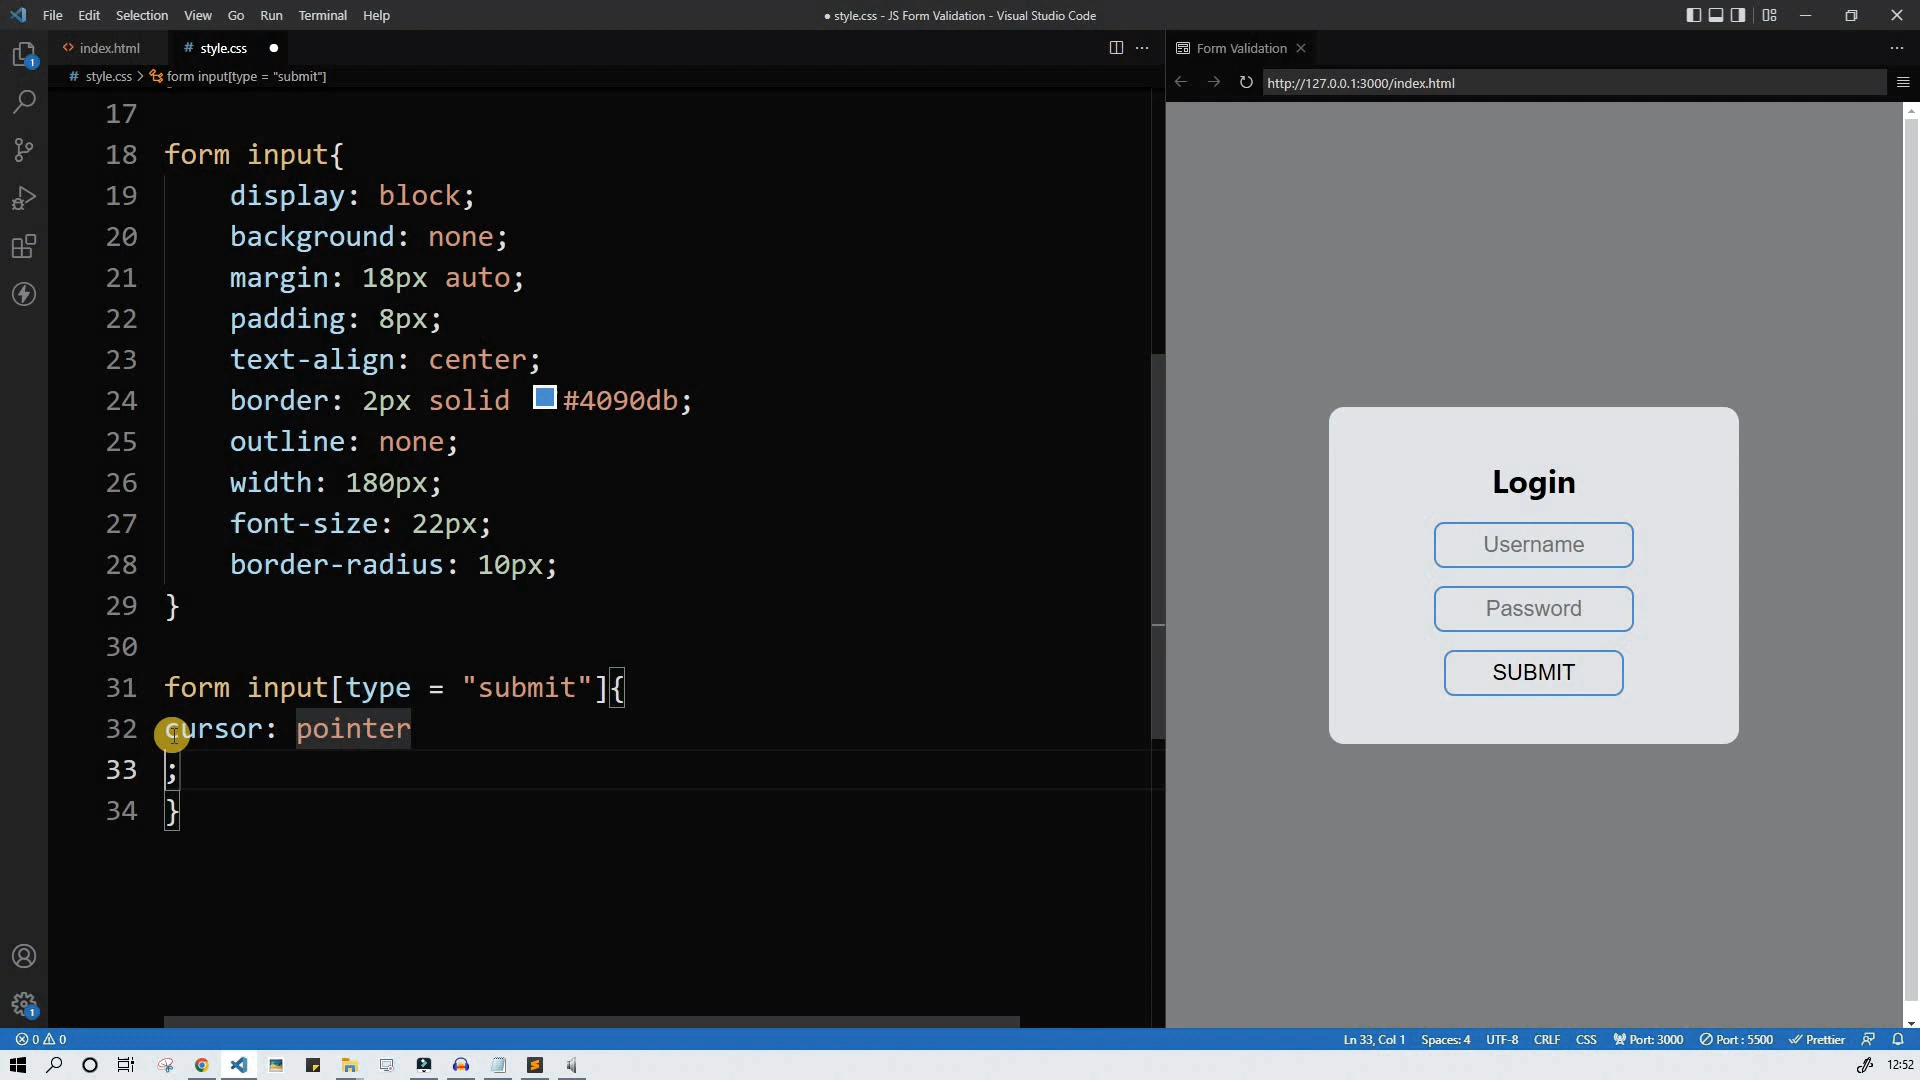 File Edit Selection View Go Run Terminal Help
● style.css - JS Form Validation - Visual Studio Code
index.html
# style.css ●
# style.css > form input[type = "submit"]
17
18 form input{
19 display: block;
20 background: none;
21 margin: 18px auto;
22 padding: 8px;
23 text-align: center;
24 border: 2px solid #4090db;
25 outline: none;
26 width: 180px;
27 font-size: 22px;
28 border-radius: 10px;
29 }
30
31 form input[type = "submit"]{
32 cursor: pointer
33 ;
34 }
Form Validation
http://127.0.0.1:3000/index.html
Login
Username
Password
SUBMIT
1
1
0 0
Ln 33, Col 1 Spaces: 4 UTF-8 CRLF CSS Port: 3000 Port : 5500 Prettier
12:52